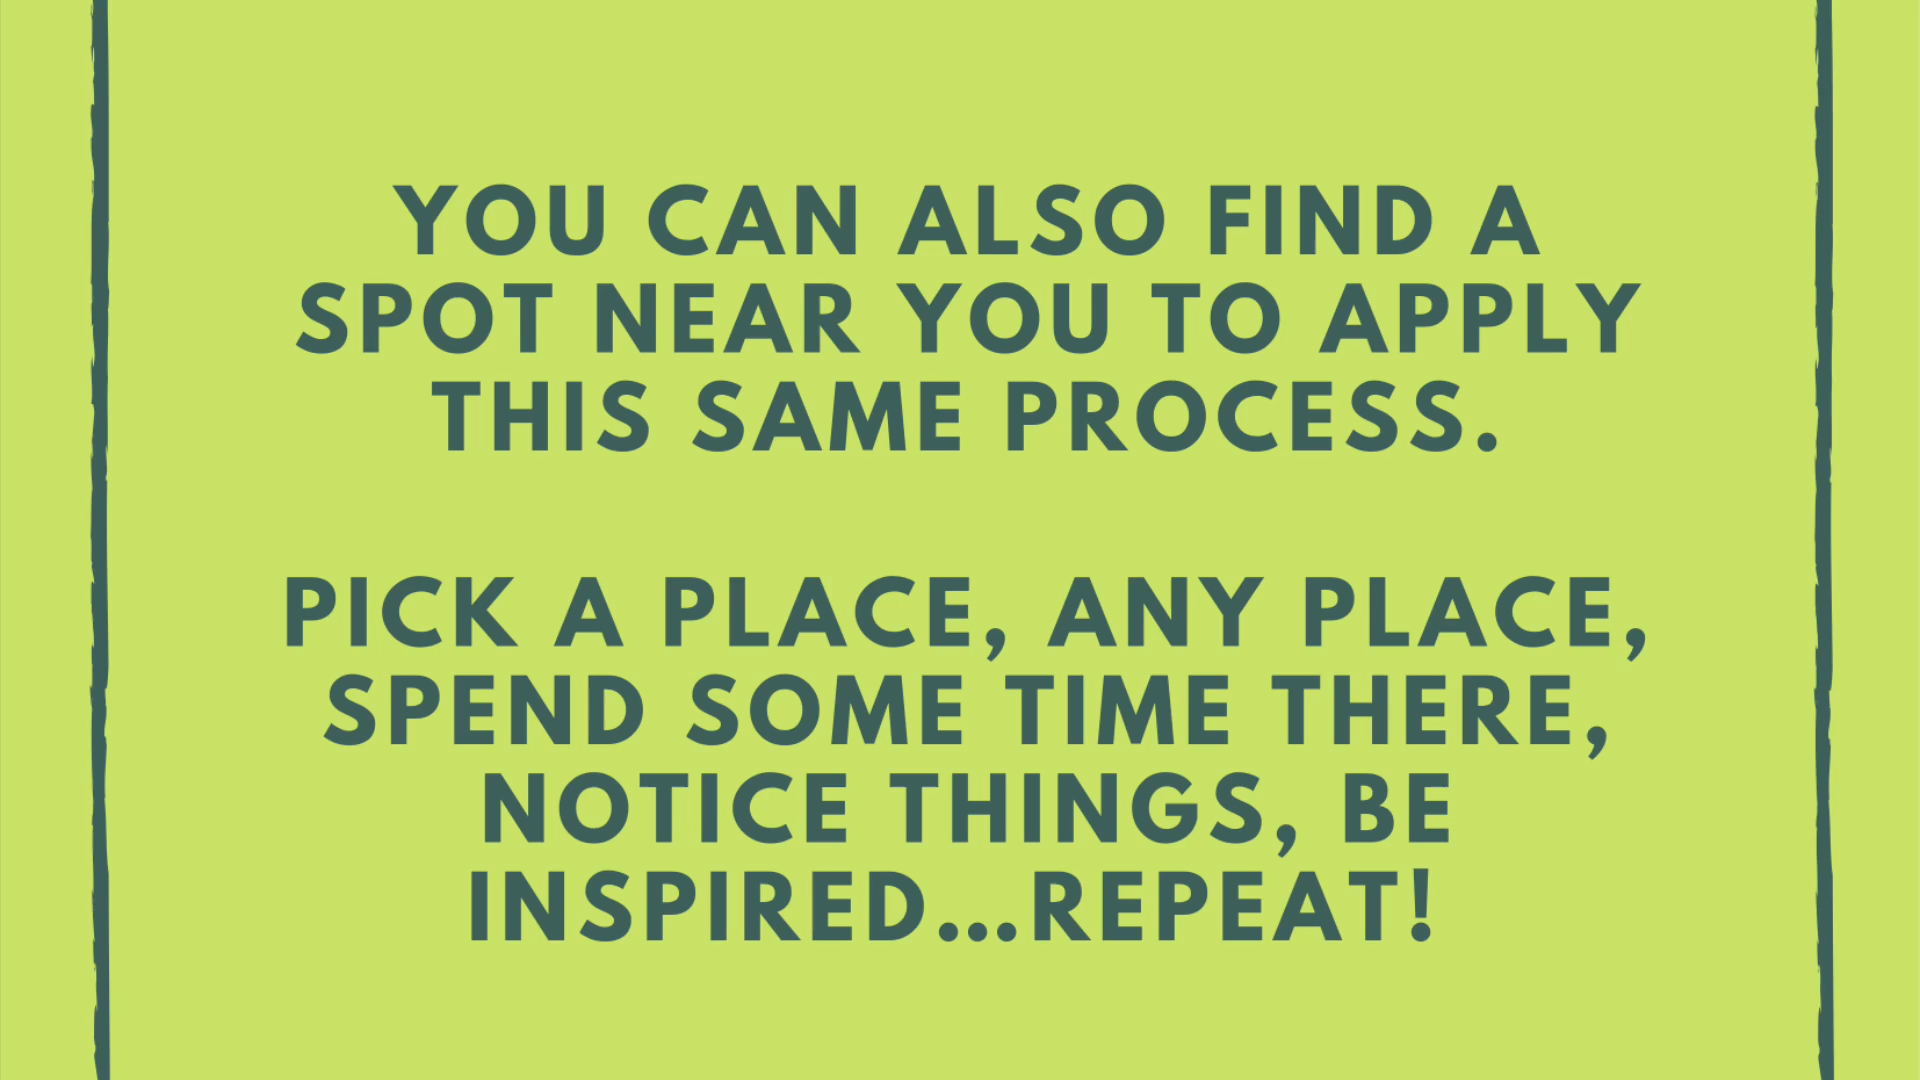 YOU CAN ALSO FIND A
SPOT NEAR YOU TO APPLY
THIS SAME PROCESS.
PICK A PLACE, ANY PLACE,
SPEND SOME TIME THERE,
NOTICE THINGS, BE
INSPIRED...REPEAT!